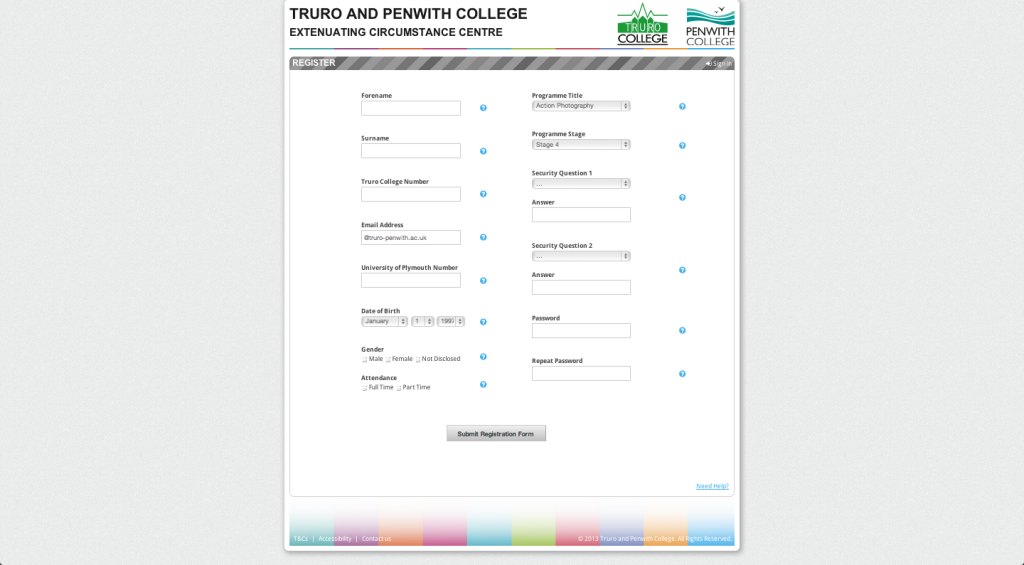 TRURO AND PENWITH COLLEGE
EXTENUATING CIRCUMSTANCE CENTRE
TRURO
COLLEGE
PENWITH
COLLEGE
REGISTER
Sign in
Forename
Surname
Truro College Number
Email Address
@truro-penwith.ac.uk
University of Plymouth Number
Date of Birth
January 1
Gender
Male Female Not Disclosed
Attendance
Full Time Part Time
Programme Title
Action Photography
Programme Stage
Stage 4
Security Question 1
...
Answer
Security Question 2
...
Answer
Password
Repeat Password
Submit Registration Form
Need Help?
T&Cs | Accessibility | Contact us
© 2013 Truro and Penwith College. All Rights Reserved.